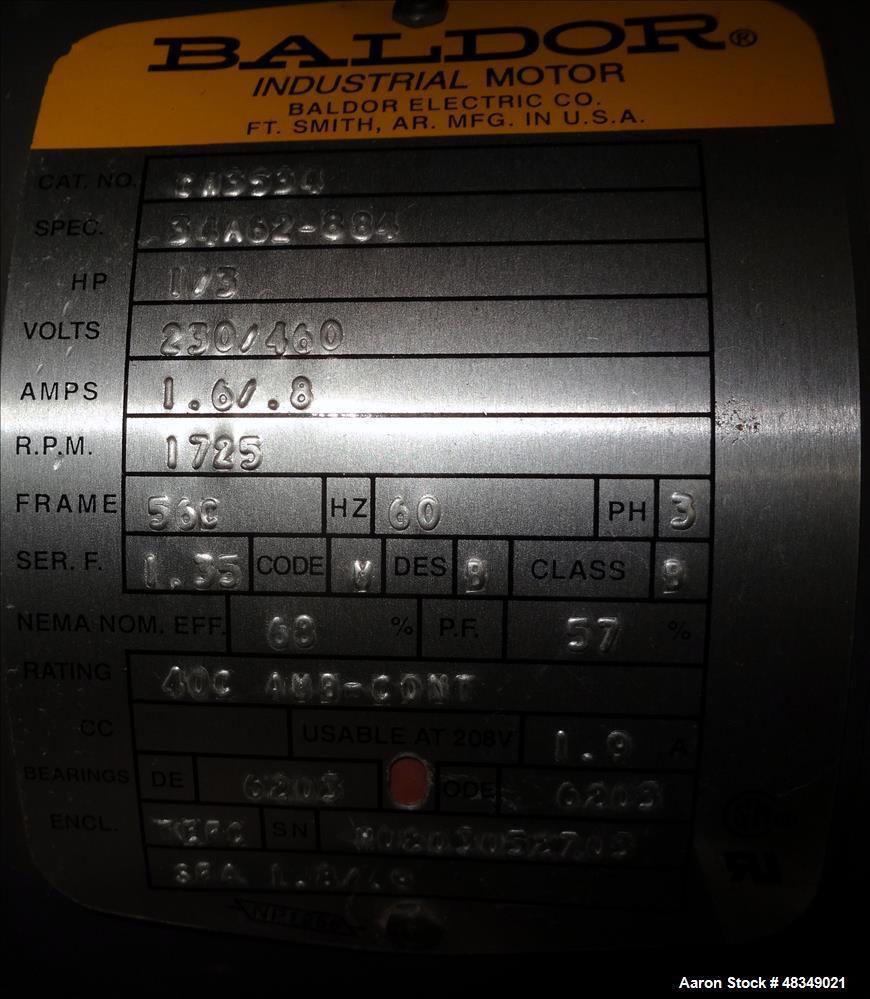 BALDOR®
INDUSTRIAL MOTOR
BALDOR ELECTRIC CO.
FT. SMITH, AR. MFG. IN U.S.A.
CAT. NO. CM3534
SPEC. 34A62-884
HP 1/3
VOLTS 230/460
AMPS 1.6/.8
R.P.M. 1725
FRAME 56C HZ 60 PH 3
SER. F. 1.35 CODE DES B CLASS B
NEMA NOM. EFF. 68 % P.F. 57 %
RATING 40C AMB-CONT
CC USABLE AT 208V 1.9 A
BEARINGS DE 6203 ODE 6203
ENCL. TEFC SN
Aaron Stock # 48349021